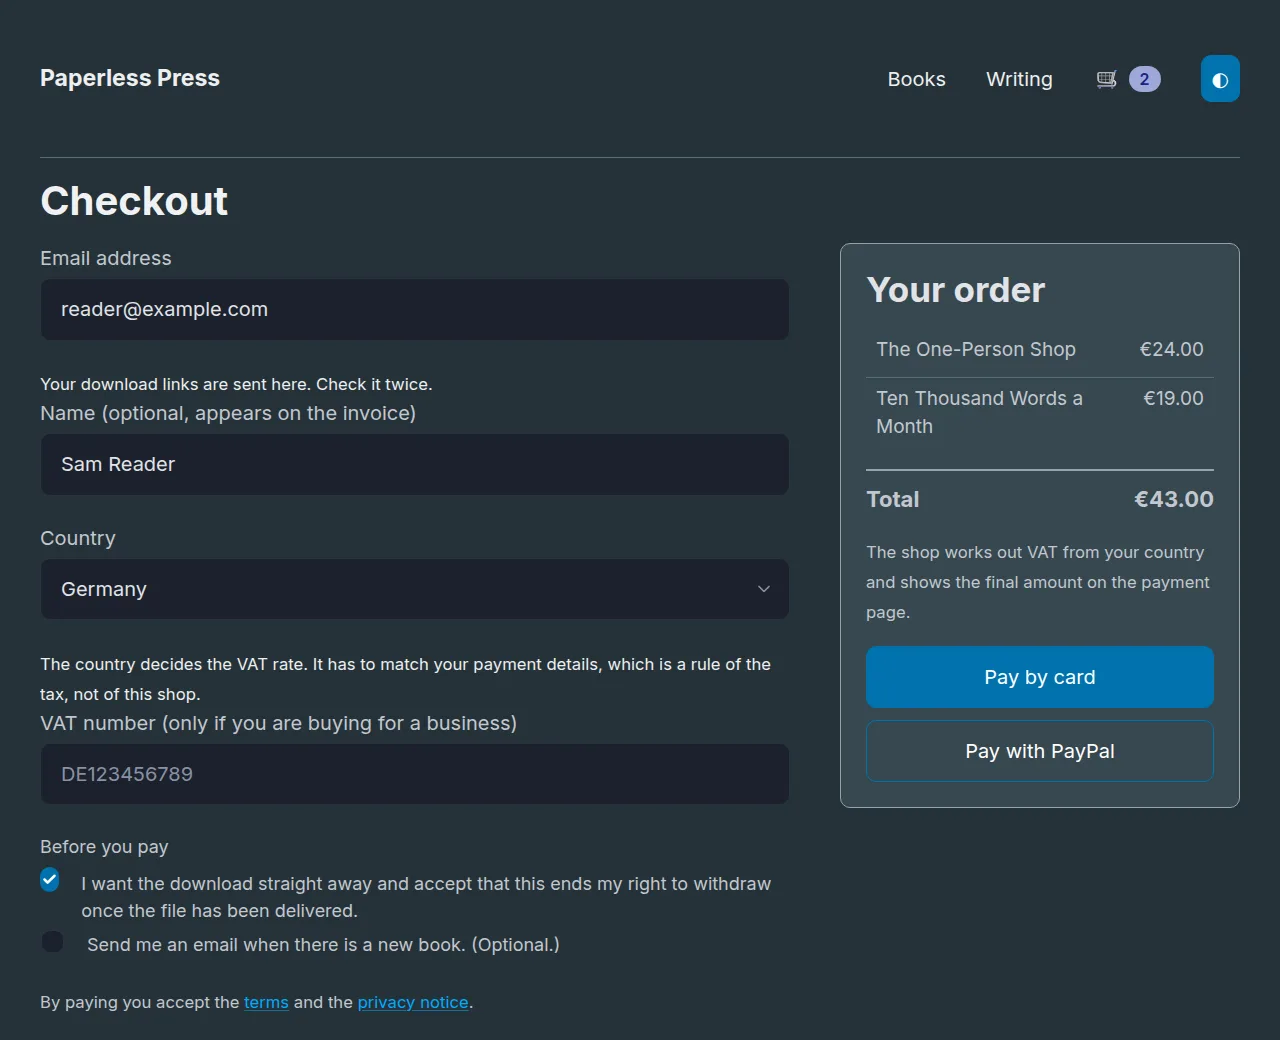 Paperless Press
Books
Writing
2
Checkout
Email address
reader@example.com
Your download links are sent here. Check it twice.
Name (optional, appears on the invoice)
Sam Reader
Country
Germany
The country decides the VAT rate. It has to match your payment details, which is a rule of the
tax, not of this shop.
VAT number (only if you are buying for a business)
DE123456789
Before you pay
I want the download straight away and accept that this ends my right to withdraw
once the file has been delivered.
Send me an email when there is a new book. (Optional.)
By paying you accept the terms and the privacy notice.
Your order
The One-Person Shop €24.00
Ten Thousand Words a €19.00
Month
Total €43.00
The shop works out VAT from your country
and shows the final amount on the payment
page.
Pay by card
Pay with PayPal